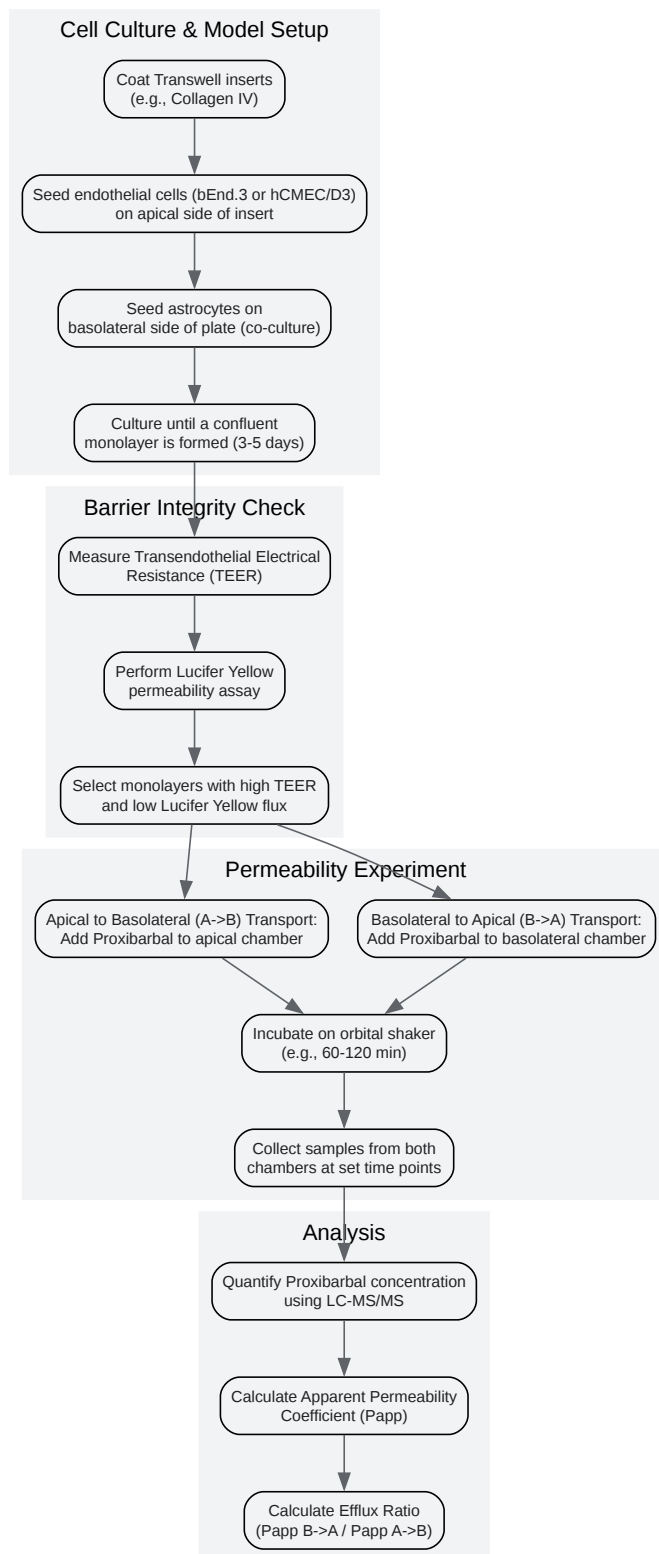 Cell Culture & Model Setup
Coat Transwell inserts
(e.g., Collagen IV)
Seed endothelial cells (bEnd.3 or hCMEC/D3)
on apical side of insert
Seed astrocytes on
basolateral side of plate (co-culture)
Culture until a confluent
monolayer is formed (3-5 days)
Barrier Integrity Check
Measure Transendothelial Electrical
Resistance (TEER)
Perform Lucifer Yellow
permeability assay
Select monolayers with high TEER
and low Lucifer Yellow flux
Permeability Experiment
Apical to Basolateral (A->B) Transport:
Add Proxibarbal to apical chamber
Basolateral to Apical (B->A) Transport:
Add Proxibarbal to basolateral chamber
Incubate on orbital shaker
(e.g., 60-120 min)
Collect samples from both
chambers at set time points
Analysis
Quantify Proxibarbal concentration
using LC-MS/MS
Calculate Apparent Permeability
Coefficient (Papp)
Calculate Efflux Ratio
(Papp B->A / Papp A->B)